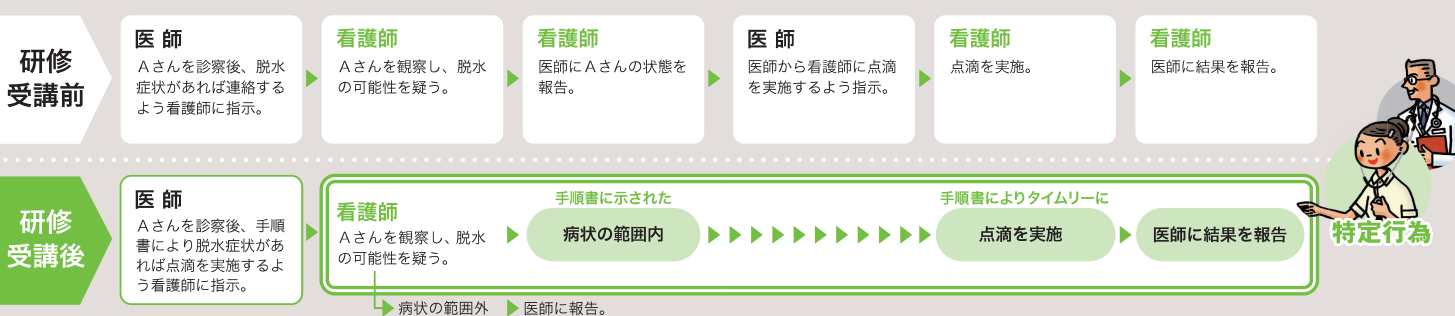 研修
受講前
医 師
Aさんを診察後、脱水
症状があれば連絡する
よう看護師に指示。
看護師
Aさんを観察し、脱水
の可能性を疑う。
看護師
医師にAさんの状態を
報告。
医 師
医師から看護師に点滴
を実施するよう指示。
看護師
点滴を実施。
看護師
医師に結果を報告。
研修
受講後
医 師
Aさんを診察後、手順
書により脱水症状があ
れば点滴を実施するよ
う看護師に指示。
看護師
Aさんを観察し、脱水
の可能性を疑う。
手順書に示された
病状の範囲内
手順書によりタイムリーに
点滴を実施
医師に結果を報告
特定行為
病状の範囲外
医師に報告。